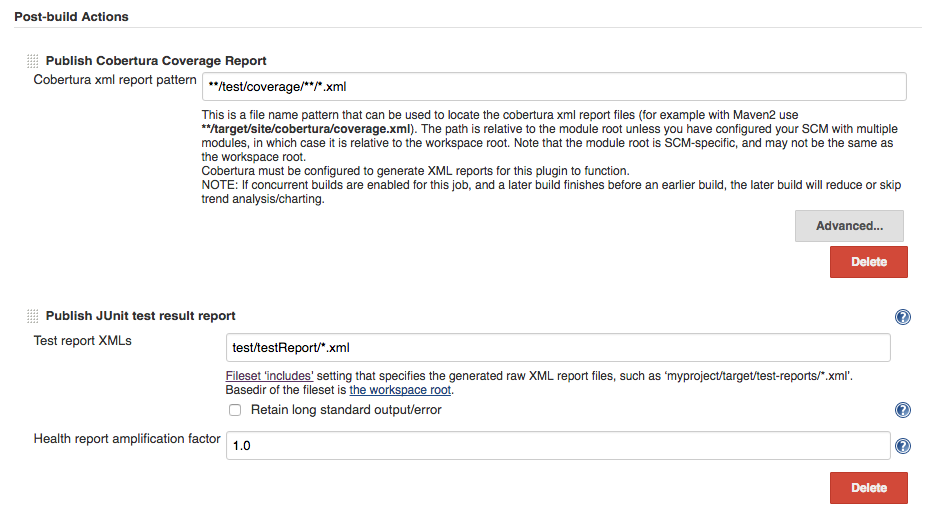 Post-build Actions
Publish Cobertura Coverage Report
Cobertura xml report pattern
**/test/coverage/**/*.xml
This is a file name pattern that can be used to locate the cobertura xml report files (for example with Maven2 use
**/target/site/cobertura/coverage.xml). The path is relative to the module root unless you have configured your SCM with multiple
modules, in which case it is relative to the workspace root. Note that the module root is SCM-specific, and may not be the same as
the workspace root.
Cobertura must be configured to generate XML reports for this plugin to function.
NOTE: If concurrent builds are enabled for this job, and a later build finishes before an earlier build, the later build will reduce or skip
trend analysis/charting.
Advanced...
Delete
Publish JUnit test result report
?
Test report XMLs
test/testReport/*.xml
Fileset ‘includes’ setting that specifies the generated raw XML report files, such as ‘myproject/target/test-reports/*.xml’.
Basedir of the fileset is the workspace root.
Retain long standard output/error
?
Health report amplification factor
1.0
?
Delete